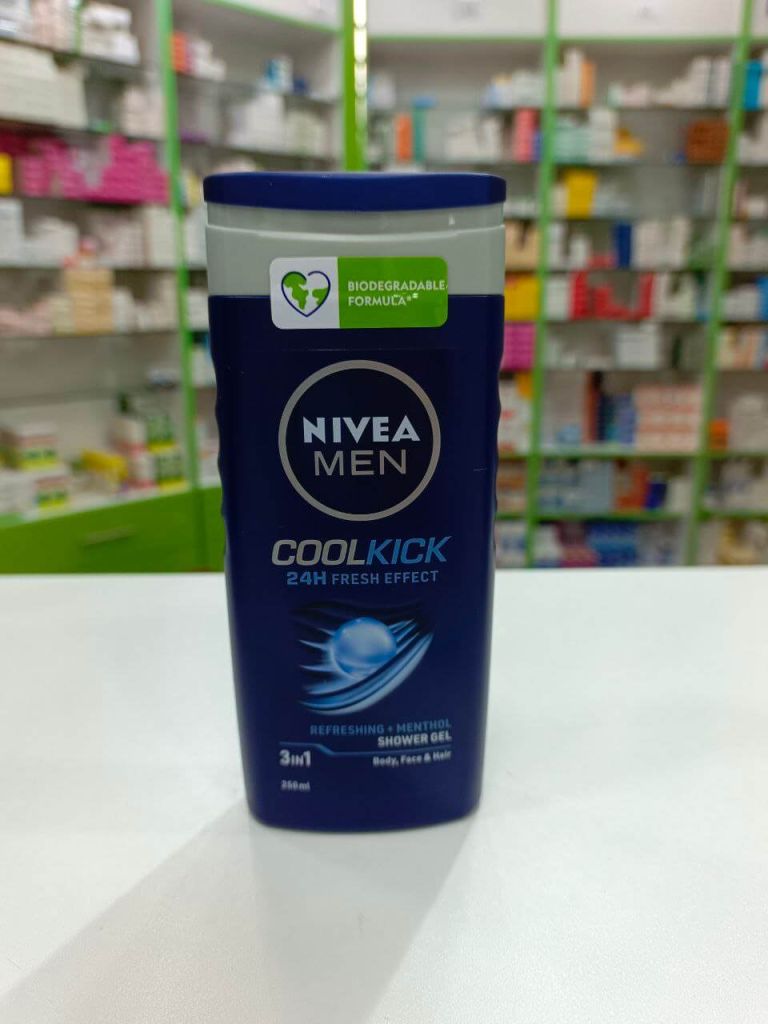 BIODEGRADABLE
FORMULA**
NIVEA
MEN
COOLKICK
24H FRESH EFFECT
REFRESHING + MENTHOL
SHOWER GEL
3IN1
Body, Face & Hair
250ml